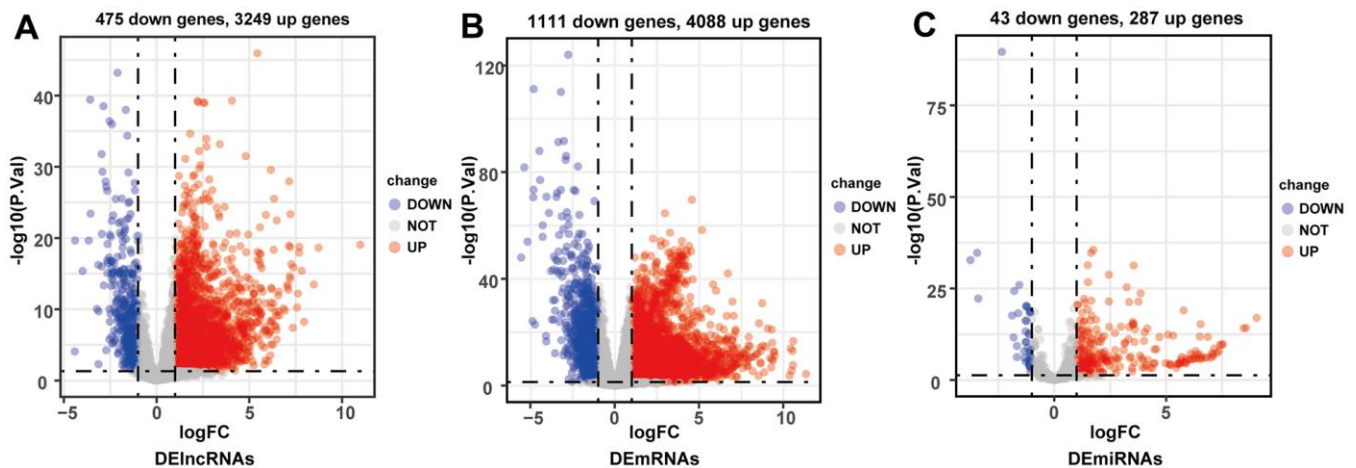 A
475 down genes, 3249 up genes
-log10(P.Val)
40
30
20
10
0
−5
0
5
10
logFC
DElncRNAs
change
DOWN
NOT
UP
B
1111 down genes, 4088 up genes
-log10(P.Val)
120
80
40
0
−5
0
5
10
logFC
DEmRNAs
change
DOWN
NOT
UP
C
43 down genes, 287 up genes
-log10(P.Val)
75
50
25
0
0
5
logFC
DEmiRNAs
change
DOWN
NOT
UP